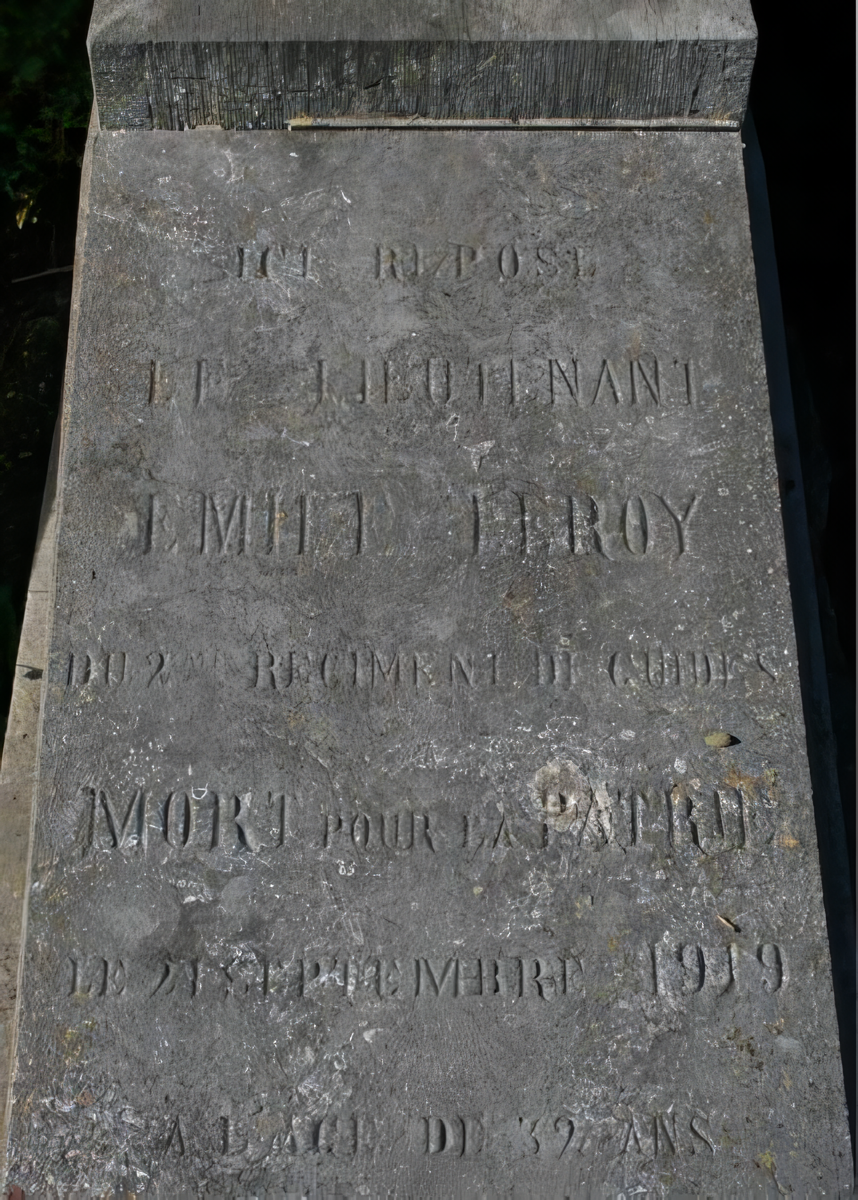 ICI REPOSE
LE LIEUTENANT
EMILE LEROY
DU 2ME REGIMENT DE GUIDES
MORT POUR LA PATRIE
LE 21 SEPTEMBRE 1919
A L'AGE DE 32 ANS